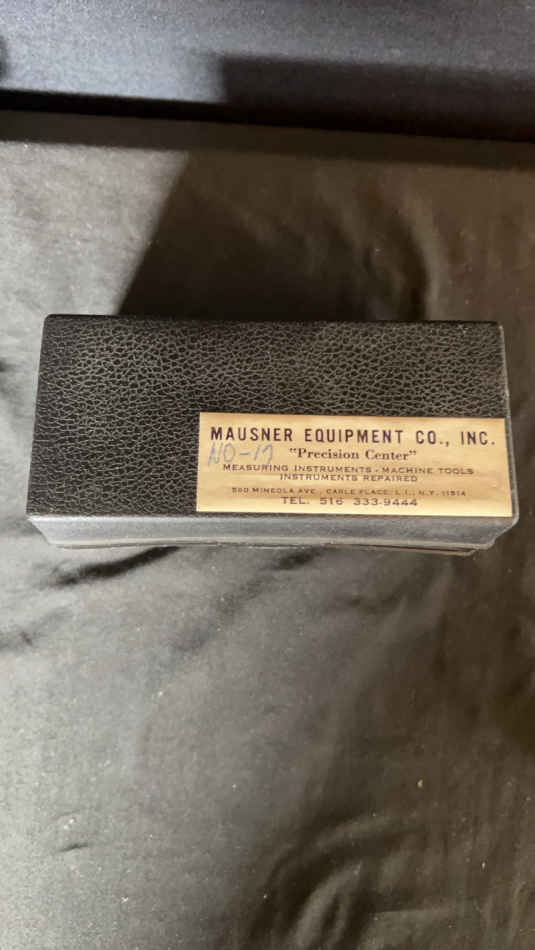 MAUSNER EQUIPMENT CO., INC.
NO-17 "Precision Center"
MEASURING INSTRUMENTS - MACHINE TOOLS
INSTRUMENTS REPAIRED
560 MINEOLA AVE., CARLE PLACE, L.I., N.Y. 11514
TEL. 516 333-9444